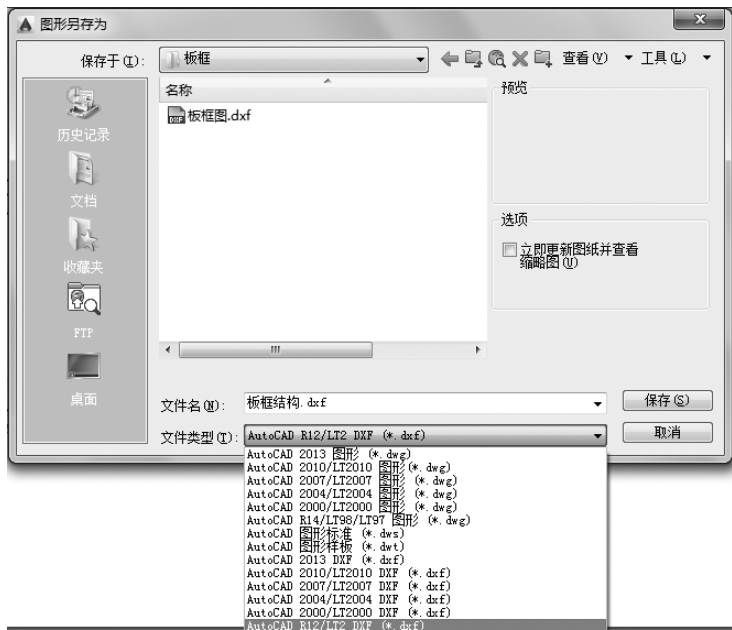 图形另存为
保存于(I):
板框
查看(V)
工具(L)
历史记录
文档
收藏夹
FTP
桌面
名称
板框图.dxf
预览
选项
立即更新图纸并查看
缩略图(U)
文件名(N):
板框结构.dxf
保存(S)
文件类型(T):
AutoCAD R12/LT2 DXF (*.dxf)
取消
AutoCAD 2013 图形 (*.dwg)
AutoCAD 2010/LT2010 图形 (*.dwg)
AutoCAD 2007/LT2007 图形 (*.dwg)
AutoCAD 2004/LT2004 图形 (*.dwg)
AutoCAD 2000/LT2000 图形 (*.dwg)
AutoCAD R14/LT98/LT97 图形 (*.dwg)
AutoCAD 图形标准 (*.dws)
AutoCAD 图形样板 (*.dwt)
AutoCAD 2013 DXF (*.dxf)
AutoCAD 2010/LT2010 DXF (*.dxf)
AutoCAD 2007/LT2007 DXF (*.dxf)
AutoCAD 2004/LT2004 DXF (*.dxf)
AutoCAD 2000/LT2000 DXF (*.dxf)
AutoCAD R12/LT2 DXF (*.dxf)